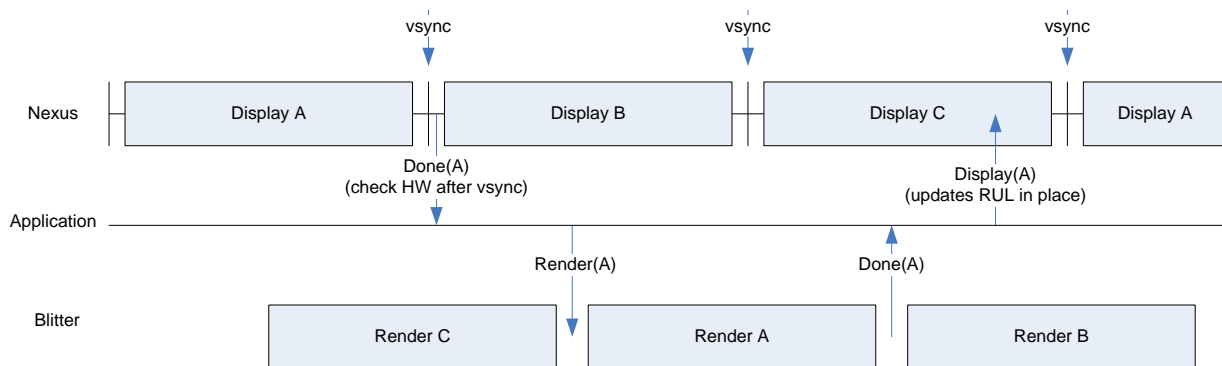 vsync
vsync
vsync
Nexus
Display A
Display B
Display C
Display A
Done(A)
(check HW after vsync)
Display(A)
(updates RUL in place)
Application
Render(A)
Done(A)
Blitter
Render C
Render A
Render B